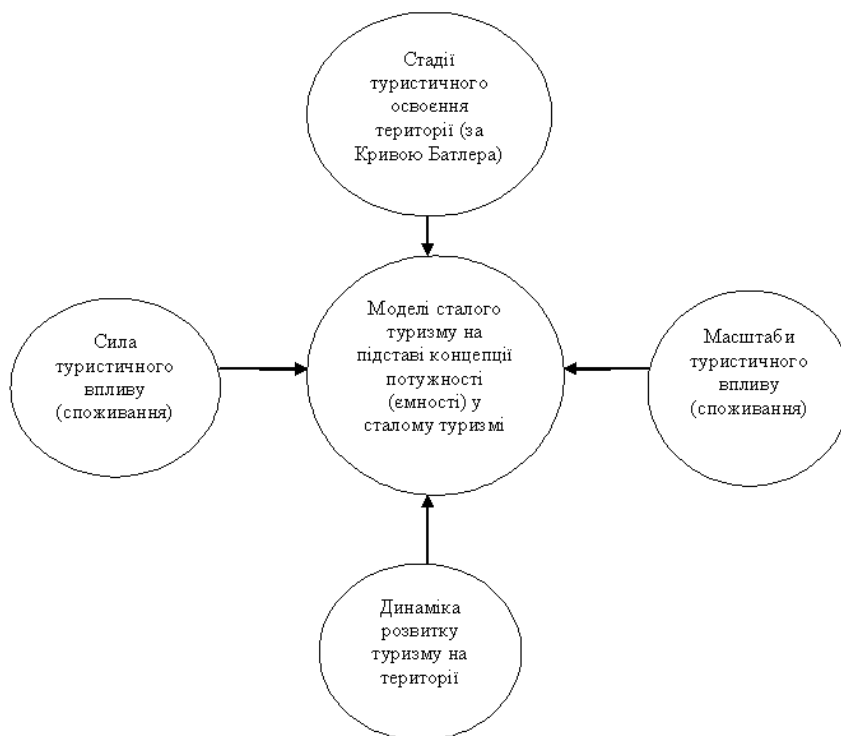 Стадії
туристичного
освоєння
території (за
Кривою Батлера)
Моделі сталого
туризму на
підставі концепції
потужності
(ємності) у
сталому туризмі
Сила
туристичного
впливу
(споживання)
Масштаби
туристичного
впливу
(споживання)
Динаміка
розвитку
туризму на
території